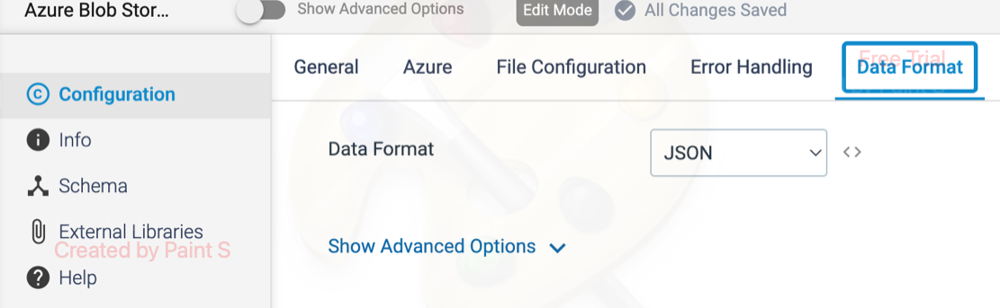 Azure Blob Stor...
Show Advanced Options
Edit Mode
All Changes Saved
General
Azure
File Configuration
Error Handling
Free Trial
Data Format
Configuration
Info
Schema
External Libraries
Created by Paint S
Help
Data Format
JSON
<>
Show Advanced Options